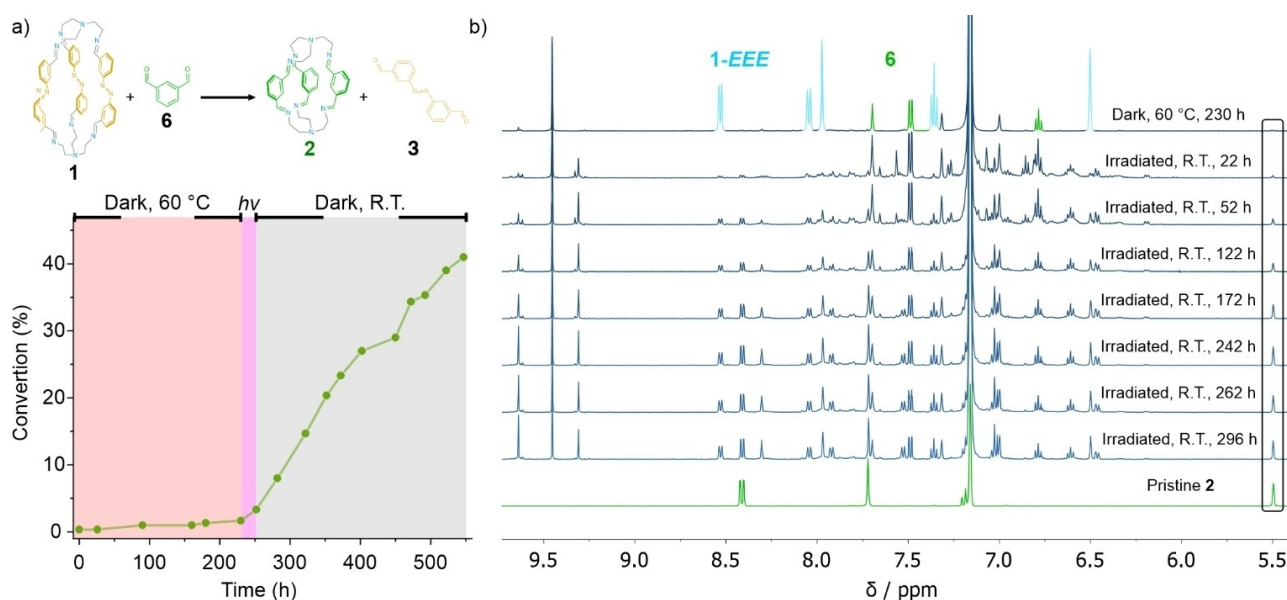 a)
O
O
+
+
6
1
2
3
Dark, 60 °C
hν
Dark, R.T.
Convertion (%)
40
30
20
10
0
0
100
200
300
400
500
Time (h)
b)
1-EEE
6
Dark, 60 °C, 230 h
Irradiated, R.T., 22 h
Irradiated, R.T., 52 h
Irradiated, R.T., 122 h
Irradiated, R.T., 172 h
Irradiated, R.T., 242 h
Irradiated, R.T., 262 h
Irradiated, R.T., 296 h
Pristine 2
9.5 9.0 8.5 8.0 7.5 7.0 6.5 6.0 5.5
δ / ppm